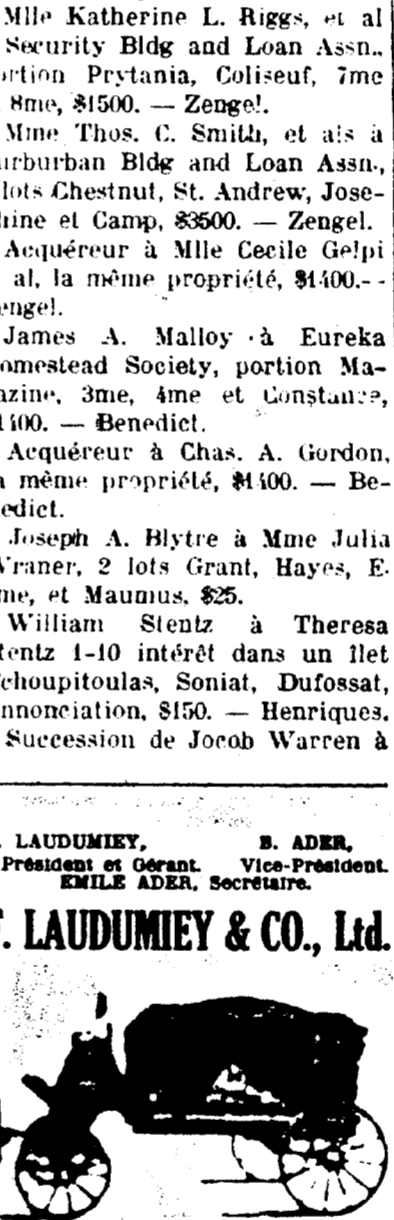 Mlle Katherine L. Riggs, et al
Security Bldg and Loan Assn.,
ortion Prytania, Coliseuf, 7me
8me, $1500. — Zengel.
Mme Thos. C. Smith, et als à
urburban Bldg and Loan Assn.,
lots Chestnut, St. Andrew, Jose-
hine et Camp, $3500. — Zengel.
Acquéreur à Mlle Cecile Gelpi
al, la même propriété, $1400.--
engel.
James A. Malloy à Eureka
omestead Society, portion Ma-
azine, 3me, 4me et Constance,
1400. — Benedict.
Acquéreur à Chas. A. Gordon,
a même propriété, $1400. — Be-
edict.
Joseph A. Blytre à Mme Julia
Vraner, 2 lots Grant, Hayes, E-
me, et Maumus, $25.
William Stentz à Theresa
tentz 1-10 intérêt dans un îlet
choupitoulas, Soniat, Dufossat,
nnonciation, $150. — Henriques.
Succession de Jocob Warren à
. LAUDUMIEY, B. ADER,
Président et Gérant. Vice-Président.
EMILE ADER, Secrétaire.
F. LAUDUMIEY & CO., Ltd.